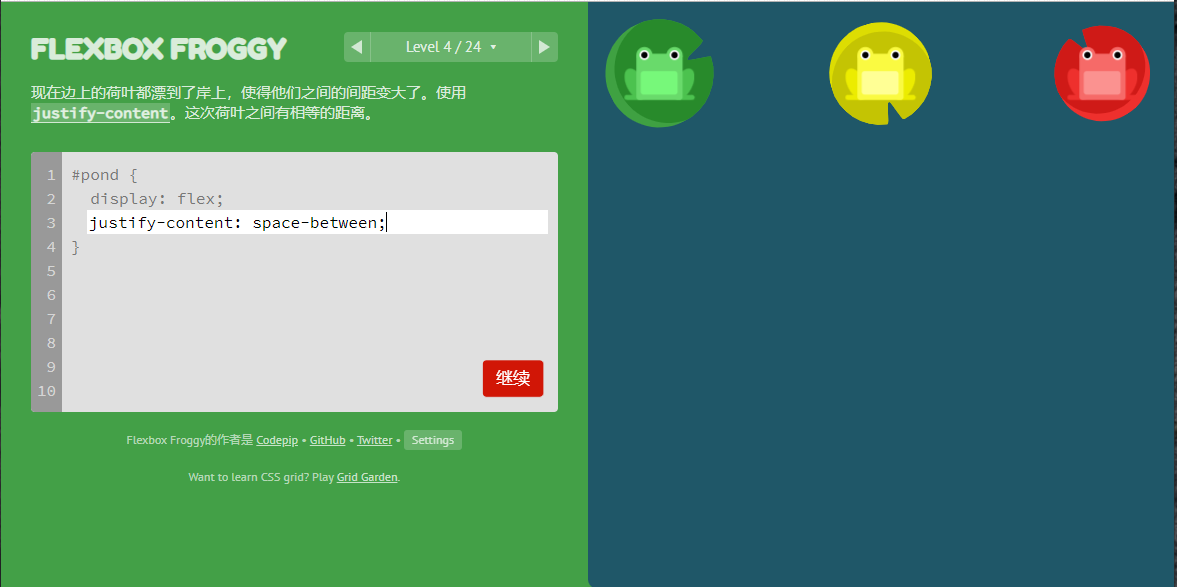 FLEXBOX FROGGY
Level 4 / 24
现在边上的荷叶都漂到了岸上，使得他们之间的间距变大了。使用
justify-content。这次荷叶之间有相等的距离。
1 #pond {
2 display: flex;
3 justify-content: space-between;
4 }
5
6
7
8
9
10
继续
Flexbox Froggy的作者是 Codepip • GitHub • Twitter • Settings
Want to learn CSS grid? Play Grid Garden.